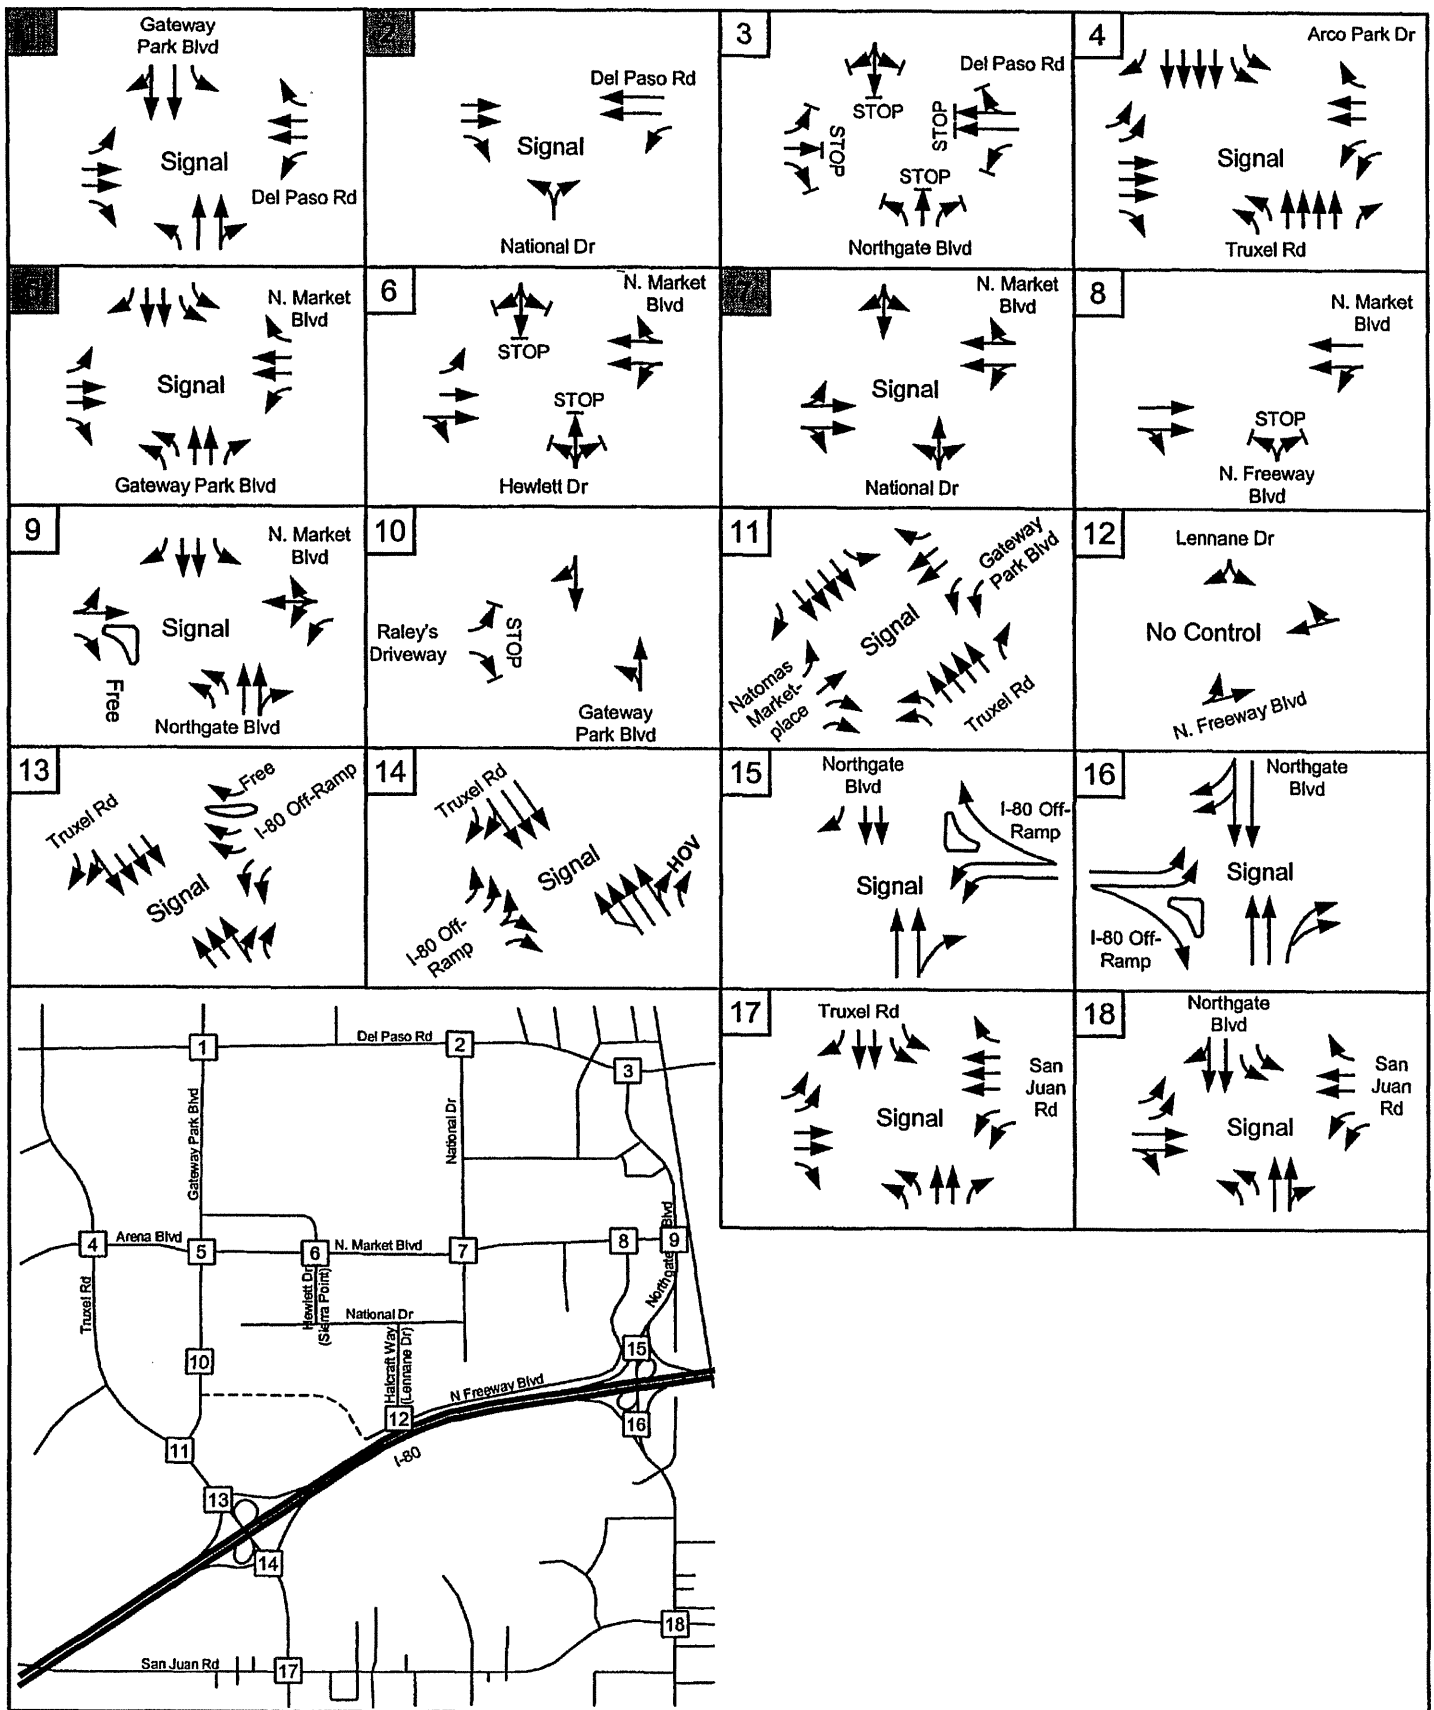 1
Gateway
Park Blvd
Signal
Del Paso Rd
2
Del Paso Rd
Signal
National Dr
3
Del Paso Rd
STOP
STOP
STOP
STOP
Northgate Blvd
4
Arco Park Dr
Signal
Truxel Rd
5
N. Market
Blvd
Signal
Gateway Park Blvd
6
N. Market
Blvd
STOP
STOP
Hewlett Dr
7
N. Market
Blvd
Signal
National Dr
8
N. Market
Blvd
STOP
N. Freeway
Blvd
9
N. Market
Blvd
Signal
Free
Northgate Blvd
10
Raley's
Driveway
STOP
Gateway
Park Blvd
11
Gateway
Park Blvd
Signal
Natomas
Market-
place
Truxel Rd
12
Lennane Dr
No Control
N. Freeway Blvd
13
Free
Truxel Rd
I-80 Off-Ramp
Signal
14
Truxel Rd
Signal
HOV
I-80 Off-
Ramp
15
Northgate
Blvd
I-80 Off-
Ramp
Signal
16
Northgate
Blvd
Signal
I-80 Off-
Ramp
17
Truxel Rd
San
Juan
Rd
Signal
18
Northgate
Blvd
San
Juan
Rd
Signal
1
Del Paso Rd
2
3
Gateway Park Blvd
National Dr
4
Arena Blvd
5
6
N. Market Blvd
7
8
9
Northgate Blvd
Truxel Rd
Hewlett Dr
(Sierra Point)
National Dr
10
Halcraft Way
(Lennane Dr)
N Freeway Blvd
15
12
16
I-80
11
13
14
18
San Juan Rd
17